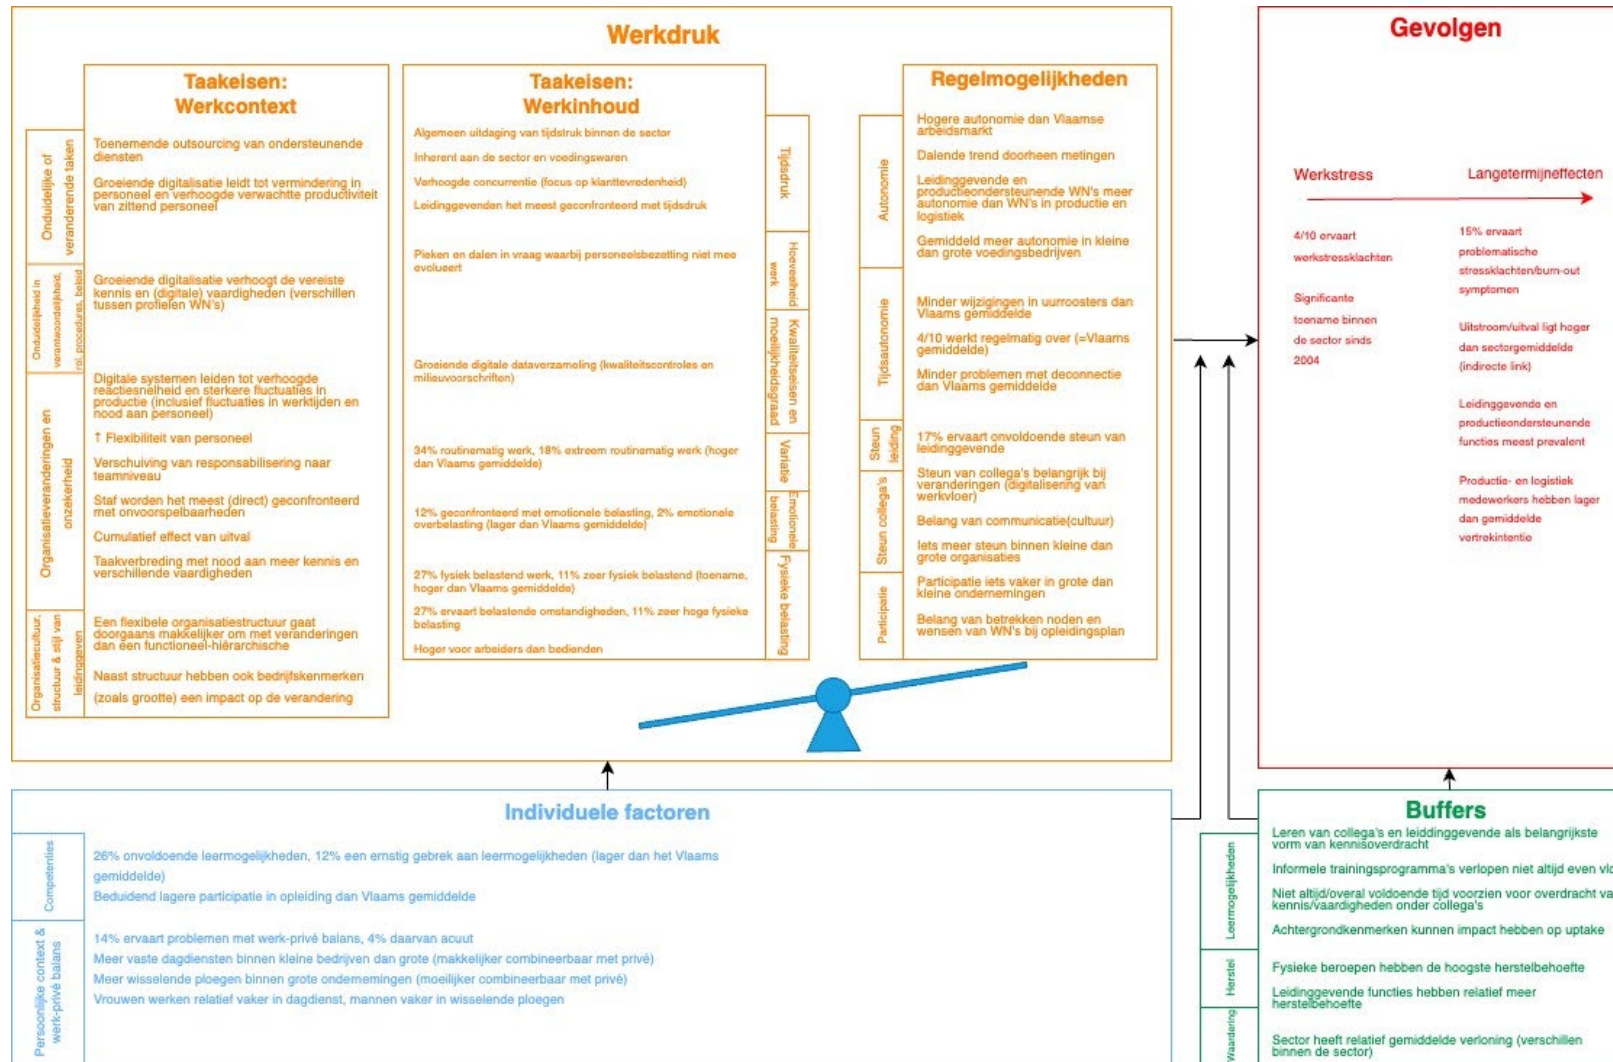 Werkdruk
Taakeisen:
Werkcontext
Onduidelijke of
veranderende taken
Toenemende outsourcing van ondersteunende
diensten
Groeiende digitalisatie leidt tot vermindering in
personeel en verhoogde verwachtte productiviteit
van zittend personeel
Onduidelijkheid in
verantwoordelijkheid,
rol, procedures, beleid
Groeiende digitalisatie verhoogt de vereiste
kennis en (digitale) vaardigheden (verschillen
tussen profielen WN's)
Organisatieveranderingen en
onzekerheid
Digitale systemen leiden tot verhoogde
reactiesnelheid en sterkere fluctuaties in
productie (inclusief fluctuaties in werktijden en
nood aan personeel)
↑ Flexibiliteit van personeel
Verschuiving van responsabilisering naar
teamniveau
Staf worden het meest (direct) geconfronteerd
met onvoorspelbaarheden
Cumulatief effect van uitval
Taakverbreding met nood aan meer kennis en
verschillende vaardigheden
Organisatiecultuur,
structuur & stijl van
leidinggeven
Een flexibele organisatiestructuur gaat
doorgaans makkelijker om met veranderingen
dan een functioneel-hiërarchische
Naast structuur hebben ook bedrijfskenmerken
(zoals grootte) een impact op de verandering
Taakeisen:
Werkinhoud
Algemeen uitdaging van tijdstruk binnen de sector
Inherent aan de sector en voedingswaren
Verhoogde concurrentie (focus op klanttevredenheid)
Leidinggevenden het meest geconfronteerd met tijdsdruk
Tijdsdruk
Pieken en dalen in vraag waarbij personeelsbezetting niet mee
evolueert
Hoeveelheid
werk
Groeiende digitale dataverzameling (kwaliteitscontroles en
milieuvoorschriften)
Kwaliteitseisen en
moeilijkheidsgraad
34% routinematig werk, 18% extreem routinematig werk (hoger
dan Vlaams gemiddelde)
Variatie
12% geconfronteerd met emotionele belasting, 2% emotionele
overbelasting (lager dan Vlaams gemiddelde)
Emotionele
belasting
27% fysiek belastend werk, 11% zeer fysiek belastend (toename,
hoger dan Vlaams gemiddelde)
27% ervaart belastende omstandigheden, 11% zeer hoge fysieke
belasting
Hoger voor arbeiders dan bedienden
Fysieke belasting
Regelmogelijkheden
Autonomie
Hogere autonomie dan Vlaamse
arbeidsmarkt
Dalende trend doorheen metingen
Leidinggevende en
productieondersteunende WN's meer
autonomie dan WN's in productie en
logistiek
Gemiddeld meer autonomie in kleine
dan grote voedingsbedrijven
Tijdsautonomie
Minder wijzigingen in uurroosters dan
Vlaams gemiddelde
4/10 werkt regelmatig over (=Vlaams
gemiddelde)
Minder problemen met deconnectie
dan Vlaams gemiddelde
Steun
leiding
17% ervaart onvoldoende steun van
leidinggevende
Steun collega's
Steun van collega's belangrijk bij
veranderingen (digitalisering van
werkvloer)
Belang van communicatie(cultuur)
Iets meer steun binnen kleine dan
grote organisaties
Participatie
Participatie iets vaker in grote dan
kleine ondernemingen
Belang van betrekken noden en
wensen van WN's bij opleidingsplan
Gevolgen
Werkstress
Langetermijneffecten
4/10 ervaart
werkstressklachten
Significante
toename binnen
de sector sinds
2004
15% ervaart
problematische
stressklachten/burn-out
symptomen
Uitstroom/uitval ligt hoger
dan sectorgemiddelde
(indirecte link)
Leidinggevende en
productieondersteunende
functies meest prevalent
Productie- en logistiek
medewerkers hebben lager
dan gemiddelde
vertrekintentie
Individuele factoren
Competenties
26% onvoldoende leermogelijkheden, 12% een ernstig gebrek aan leermogelijkheden (lager dan het Vlaams
gemiddelde)
Beduidend lagere participatie in opleiding dan Vlaams gemiddelde
Persoonlijke context &
werk-privé balans
14% ervaart problemen met werk-privé balans, 4% daarvan acuut
Meer vaste dagdiensten binnen kleine bedrijven dan grote (makkelijker combineerbaar met privé)
Meer wisselende ploegen binnen grote ondernemingen (moeilijker combineerbaar met privé)
Vrouwen werken relatief vaker in dagdienst, mannen vaker in wisselende ploegen
Buffers
Leermogelijkheden
Leren van collega's en leiddinggevende als belangrijkste
vorm van kennisoverdracht
Informele trainingsprogramma's verlopen niet altijd even vlo
Niet altijd/overal voldoende tijd voorzien voor overdracht va
kennis/vaardigheden onder collega's
Achtergrondkenmerken kunnen impact hebben op uptake
Herstel
Fysieke beroepen hebben de hoogste herstelbehoefte
Leidinggevende functies hebben relatief meer
herstelbehoefte
Waardering
Sector heeft relatief gemiddelde verloning (verschillen
binnen de sector)